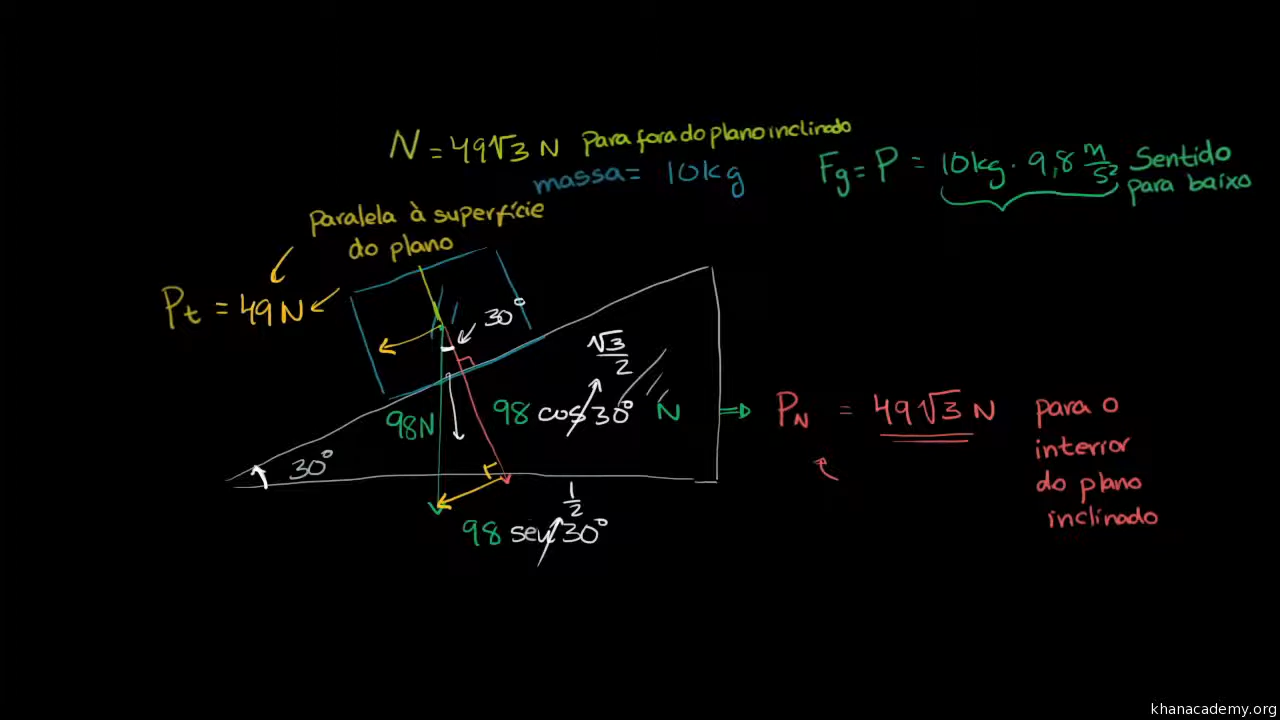 N = 49√3 N Para fora do plano inclinado
massa = 10kg
Fg = P = 10kg · 9,8 m/s² Sentido
para baixo
paralela à superfície
do plano
Pt = 49N
30°
√3/2
98N
98 cos 30° N
⇒ PN = 49√3 N para o
interior
do plano
inclinado
30°
1/2
98 sen 30°
khanacademy.org